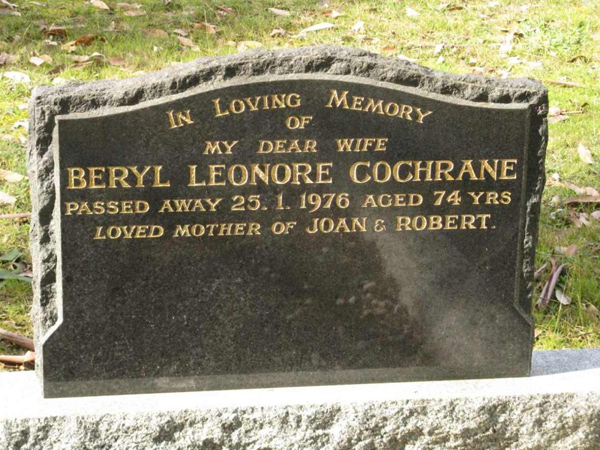 In Loving Memory
OF
MY DEAR WIFE
BERYL LEONORE COCHRANE
PASSED AWAY 25.1.1976 AGED 74 YRS
LOVED MOTHER OF JOAN & ROBERT.